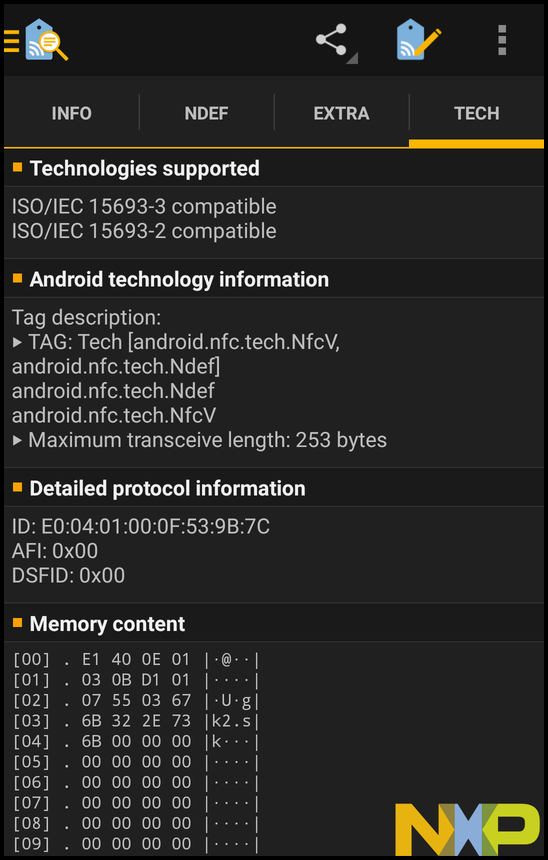 INFO NDEF EXTRA TECH
Technologies supported
ISO/IEC 15693-3 compatible
ISO/IEC 15693-2 compatible
Android technology information
Tag description:
▸ TAG: Tech [android.nfc.tech.NfcV,
android.nfc.tech.Ndef]
android.nfc.tech.Ndef
android.nfc.tech.NfcV
▸ Maximum transceive length: 253 bytes
Detailed protocol information
ID: E0:04:01:00:0F:53:9B:7C
AFI: 0x00
DSFID: 0x00
Memory content
[00] . E1 40 0E 01 |·@··|
[01] . 03 0B D1 01 |····|
[02] . 07 55 03 67 |·U·g|
[03] . 6B 32 2E 73 |k2.s|
[04] . 6B 00 00 00 |k···|
[05] . 00 00 00 00 |····|
[06] . 00 00 00 00 |····|
[07] . 00 00 00 00 |····|
[08] . 00 00 00 00 |····|
[09] . 00 00 00 00 |····|
NXP